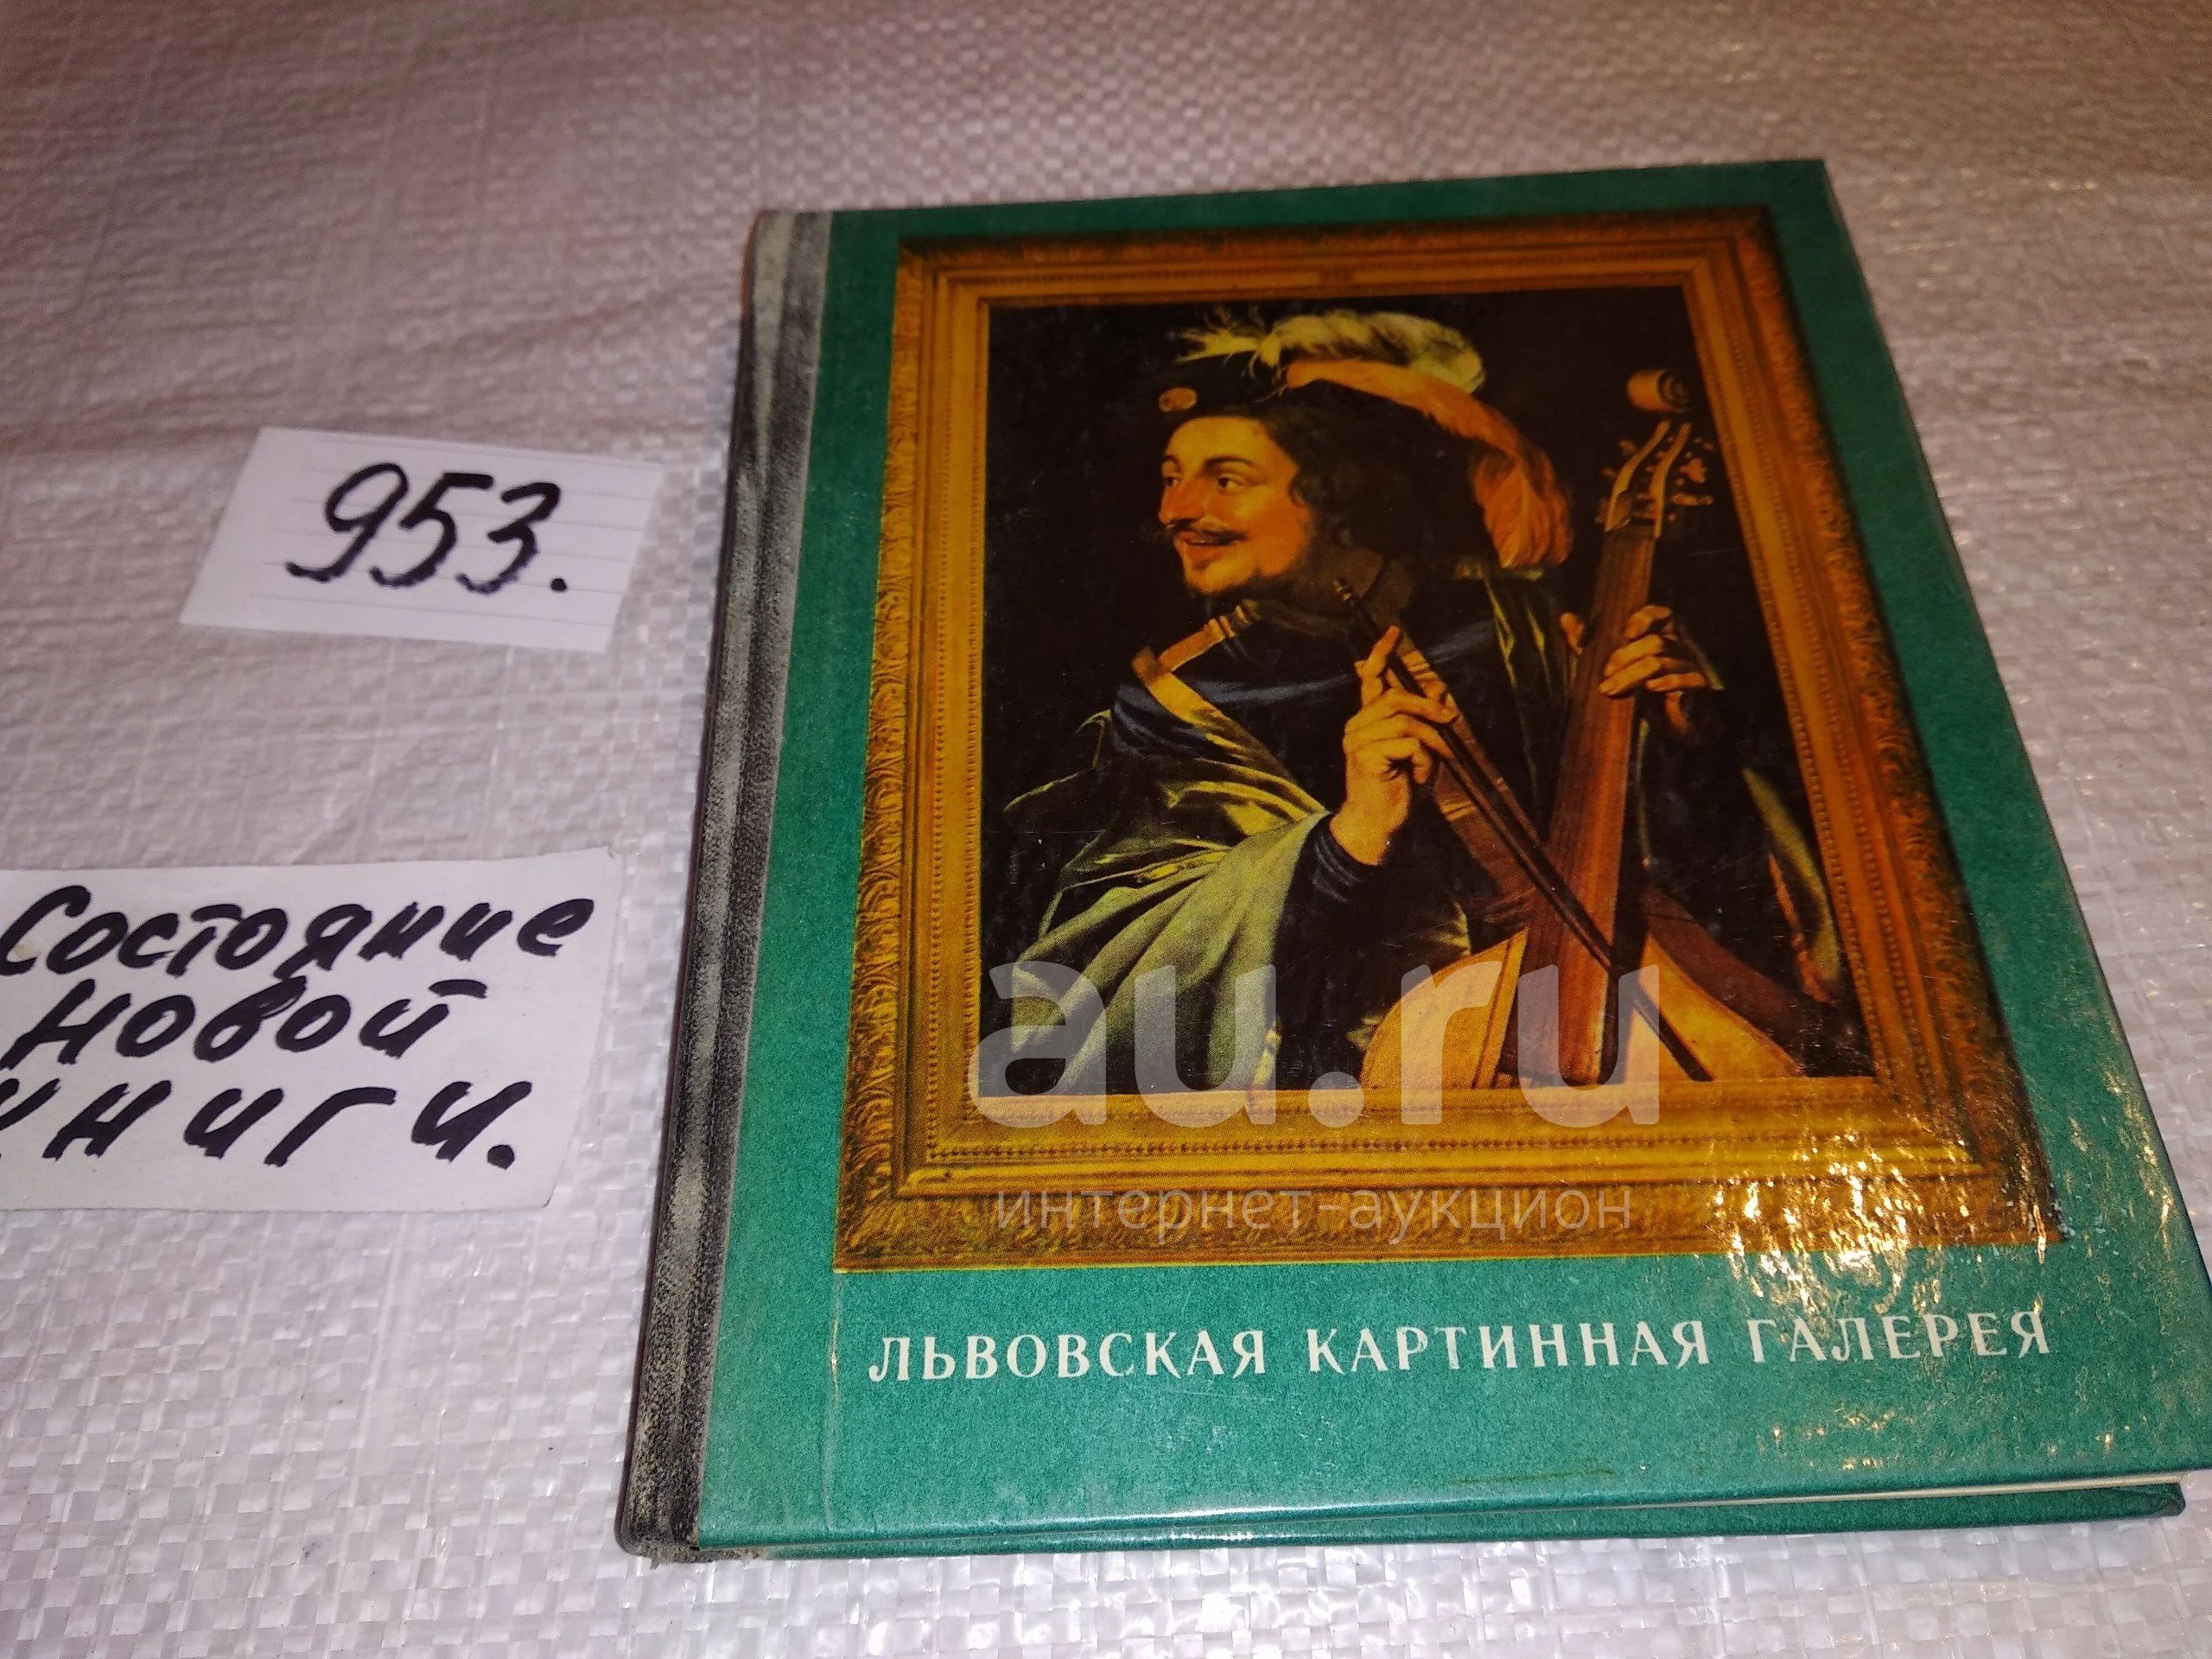 953.
Состояние
новой
книги.
au.ru
интернет-аукцион
ЛЬВОВСКАЯ КАРТИННАЯ ГАЛЕРЕЯ